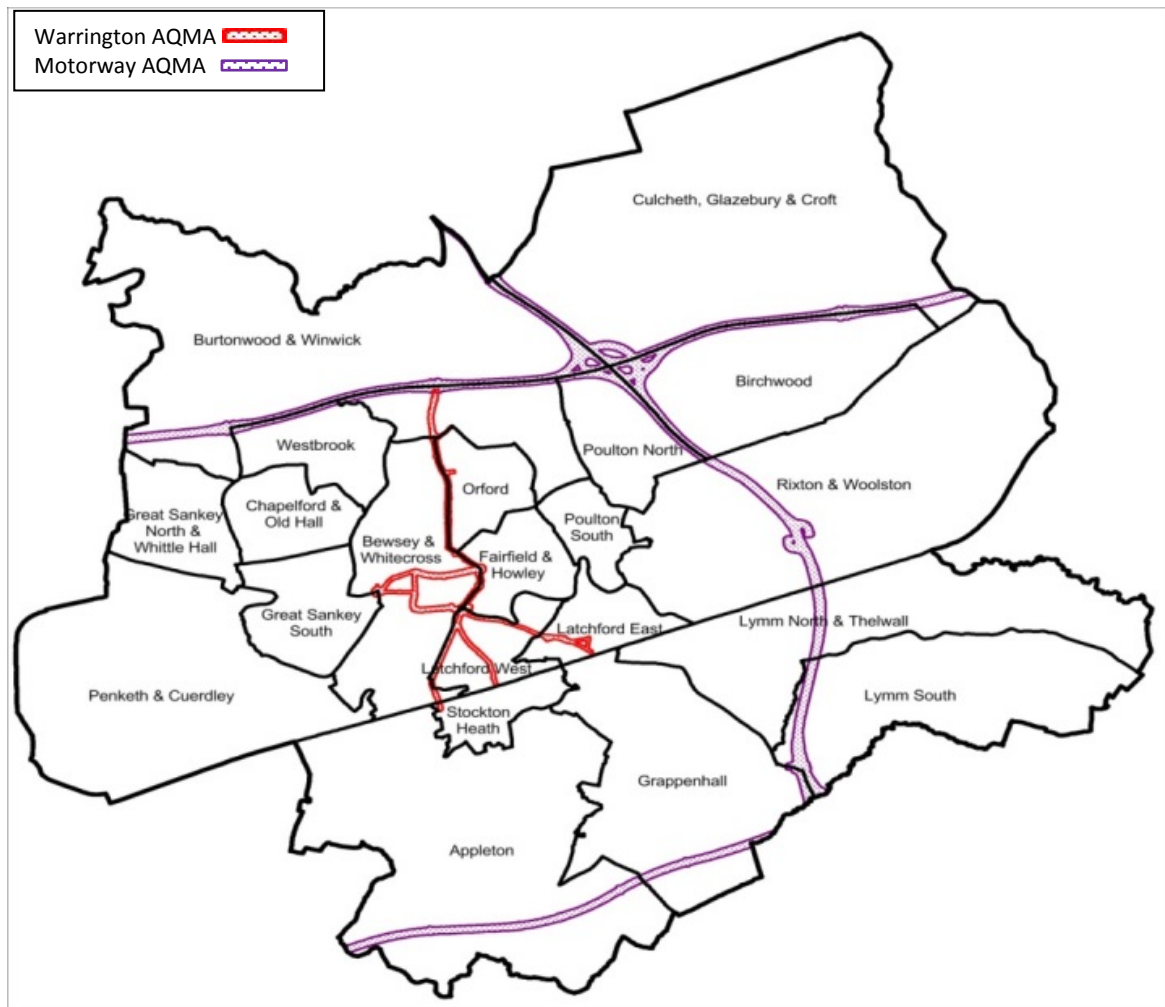 Warrington AQMA
Motorway AQMA
Culcheth, Glazebury & Croft
Burtonwood & Winwick
Birchwood
Westbrook
Poulton North
Rixton & Woolston
Orford
Chapelford &
Old Hall
Great Sankey
North &
Whittle Hall
Poulton
South
Bewsey &
Whitecross
Fairfield &
Howley
Great Sankey
South
Latchford East
Lymm North & Thelwall
Latchford West
Penketh & Cuerdley
Lymm South
Stockton
Heath
Grappenhall
Appleton